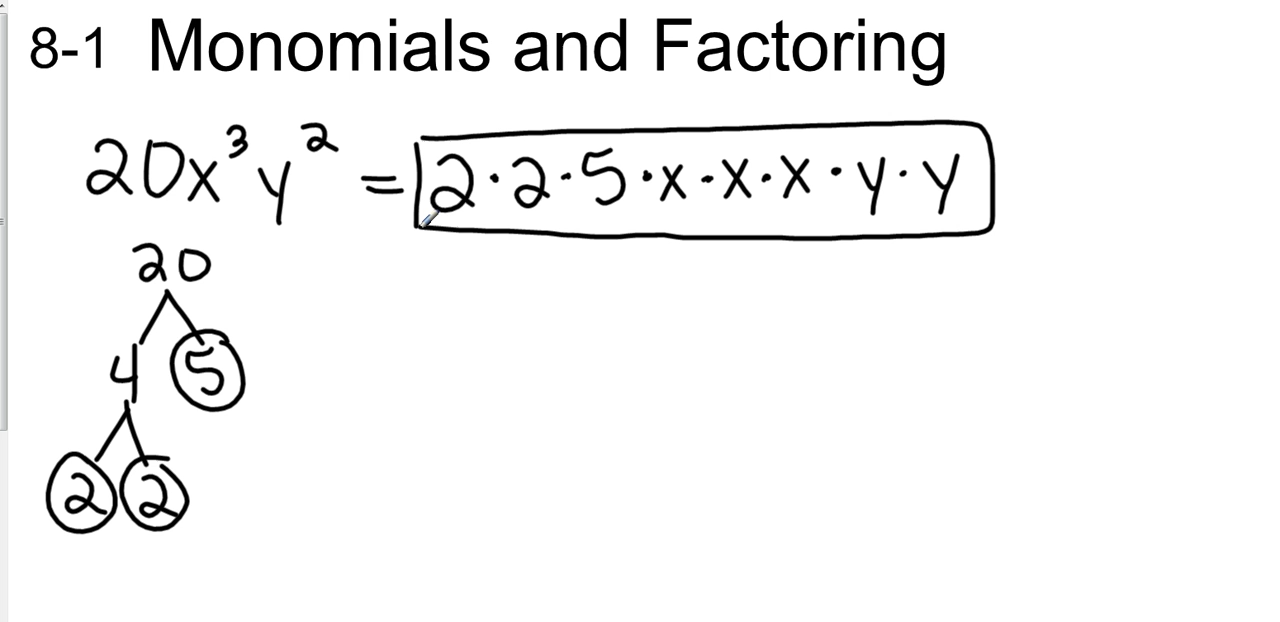 8-1 Monomials and Factoring
20x³y² = 2·2·5·x·x·x·y·y
20
4 5
2 2